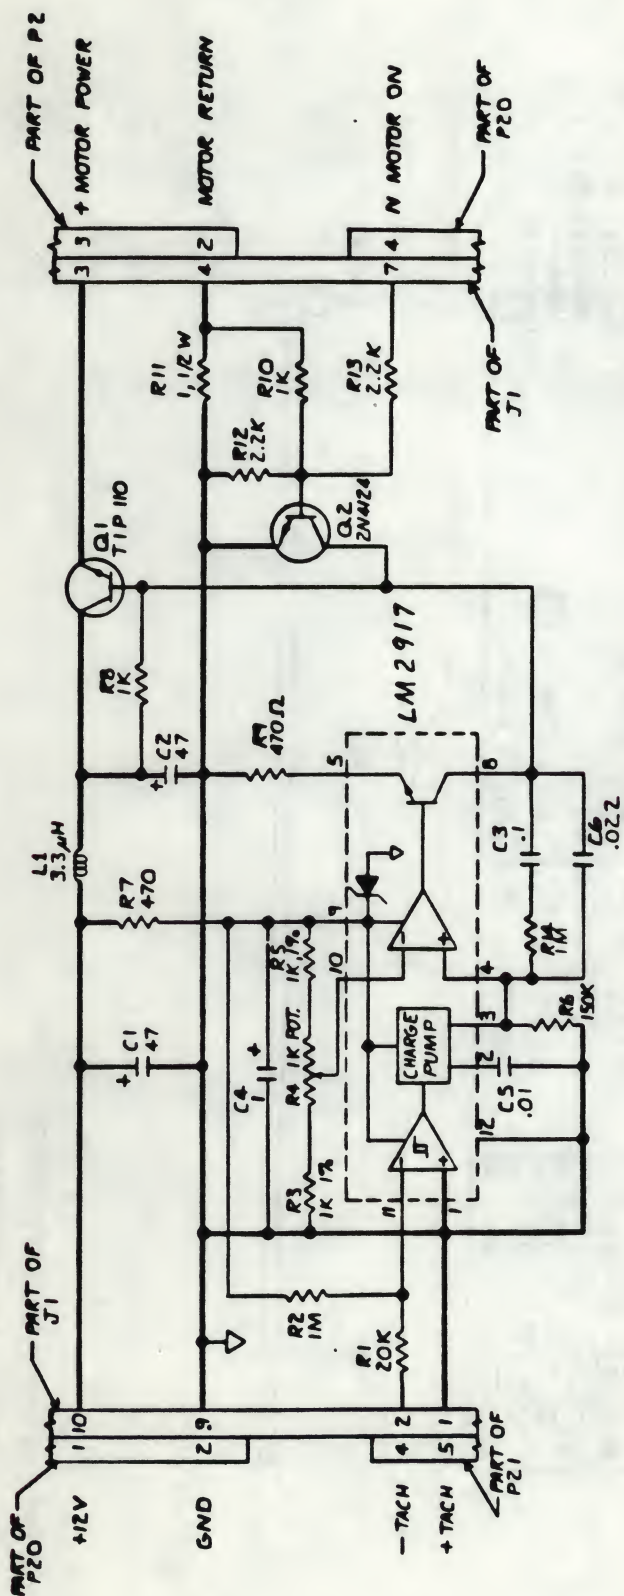 PART OF P20
PART OF J1
1
10
+12V
2
9
GND
4
2
- TACH
5
1
+ TACH
PART OF P21
L1
3.3 µH
+
C1
47
R7
470
R2
1M
R1
20K
C4
1
+
R3
1K 1%
R4
1K POT.
R5
1K, 1%
11
1
10
9
-
+
CHARGE PUMP
-
+
12
2
3
4
C5
.01
R6
150K
R14
1M
C3
.1
C6
.022
5
8
LM2917
R9
470Ω
+
C2
47
R8
1K
Q1
TIP110
Q2
2N4124
R12
2.2K
R11
1, 1/2 W
R10
1K
R13
2.2K
3
3
+ MOTOR POWER
4
2
MOTOR RETURN
7
4
N MOTOR ON
PART OF P2
PART OF P20
PART OF J1